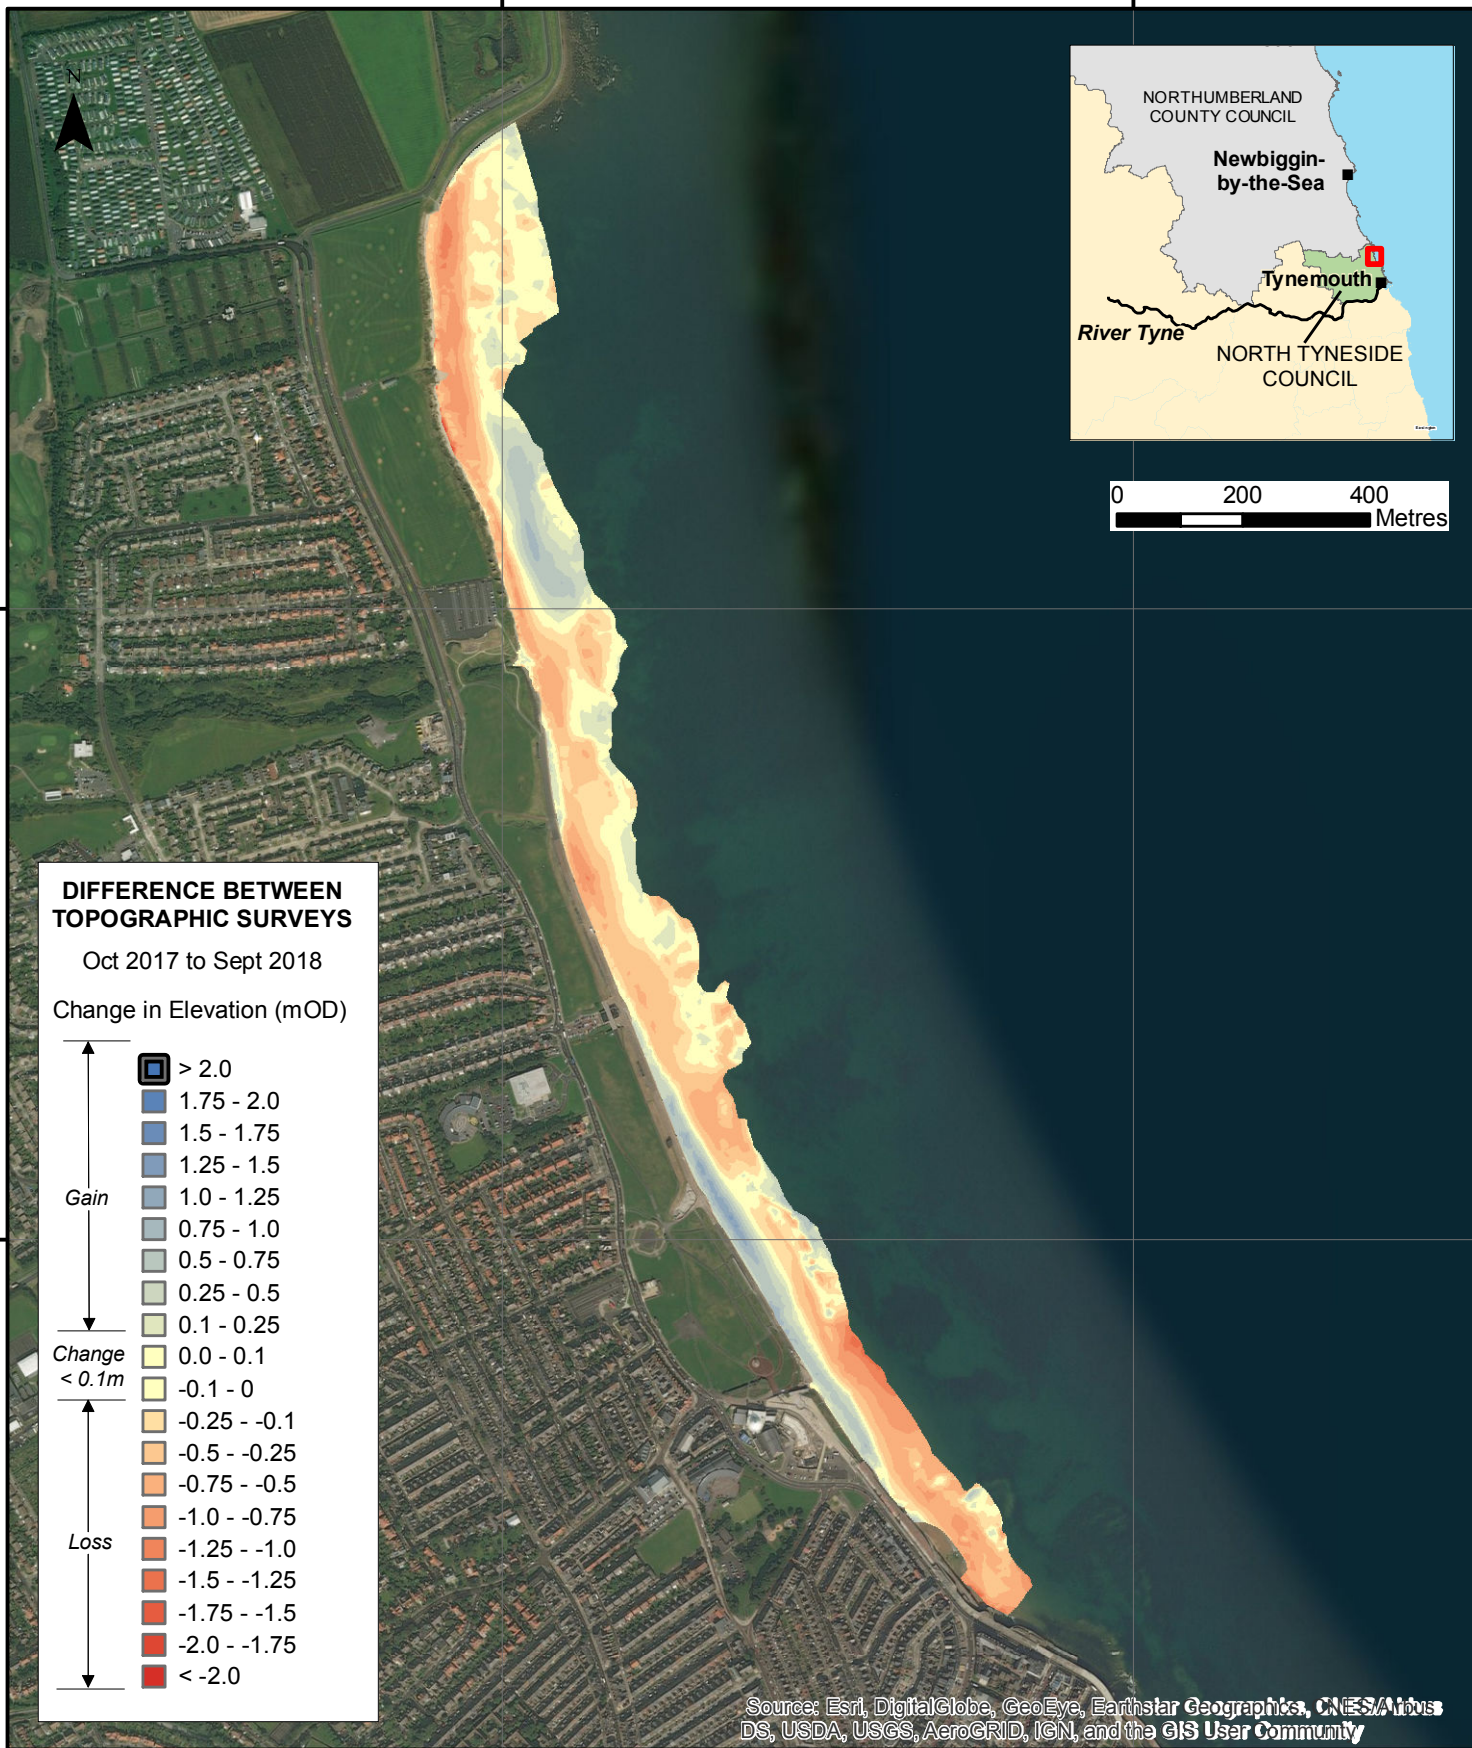 N
NORTHUMBERLAND
COUNTY COUNCIL
Newbiggin-
by-the-Sea
Tynemouth
River Tyne
NORTH TYNESIDE
COUNCIL
0 200 400
Metres
DIFFERENCE BETWEEN
TOPOGRAPHIC SURVEYS
Oct 2017 to Sept 2018
Change in Elevation (mOD)
> 2.0
1.75 - 2.0
1.5 - 1.75
1.25 - 1.5
Gain
1.0 - 1.25
0.75 - 1.0
0.5 - 0.75
0.25 - 0.5
0.1 - 0.25
Change
< 0.1m
0.0 - 0.1
-0.1 - 0
-0.25 - -0.1
-0.5 - -0.25
-0.75 - -0.5
-1.0 - -0.75
Loss
-1.25 - -1.0
-1.5 - -1.25
-1.75 - -1.5
-2.0 - -1.75
< -2.0
Source: Esri, DigitalGlobe, GeoEye, Earthstar Geographics, CNES/Airbus
DS, USDA, USGS, AeroGRID, IGN, and the GIS User Community